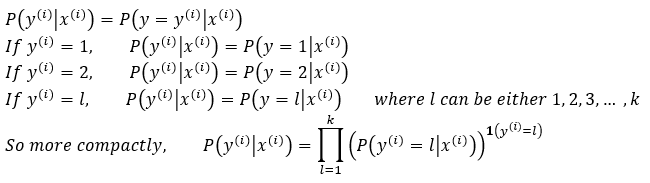 P(y⁽ⁱ⁾|x⁽ⁱ⁾) = P(y = y⁽ⁱ⁾|x⁽ⁱ⁾)
If y⁽ⁱ⁾ = 1, P(y⁽ⁱ⁾|x⁽ⁱ⁾) = P(y = 1|x⁽ⁱ⁾)
If y⁽ⁱ⁾ = 2, P(y⁽ⁱ⁾|x⁽ⁱ⁾) = P(y = 2|x⁽ⁱ⁾)
If y⁽ⁱ⁾ = l, P(y⁽ⁱ⁾|x⁽ⁱ⁾) = P(y = l|x⁽ⁱ⁾) where l can be either 1,2,3, … , k
So more compactly, P(y⁽ⁱ⁾|x⁽ⁱ⁾) = ∏_{l=1}^{k} (P(y⁽ⁱ⁾ = l|x⁽ⁱ⁾))^{1(y⁽ⁱ⁾=l)}